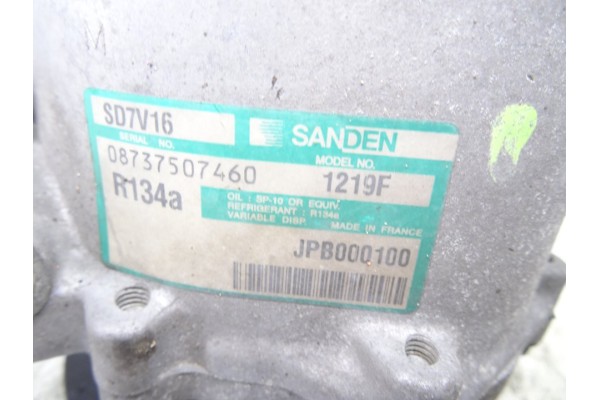 SD7V16 SANDEN
SERIAL NO. MODEL NO.
08737507460 1219F
R134a
OIL : SP-10 OR EQUIV.
REFRIGERANT : R134a
VARIABLE DISP. MADE IN FRANCE
JPB000100